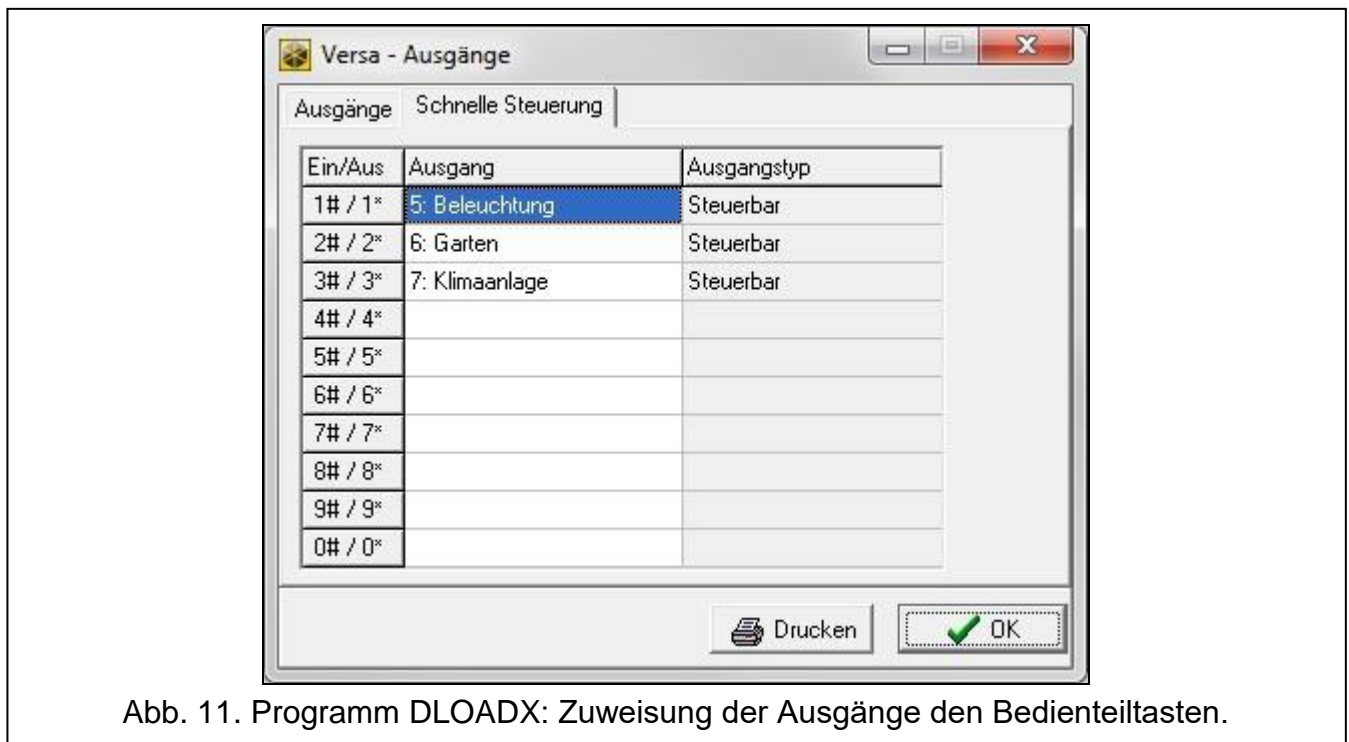 Versa - Ausgänge
Ausgänge Schnelle Steuerung
Ein/Aus Ausgang Ausgangstyp
1# / 1* 5: Beleuchtung Steuerbar
2# / 2* 6: Garten Steuerbar
3# / 3* 7: Klimaanlage Steuerbar
4# / 4*
5# / 5*
6# / 6*
7# / 7*
8# / 8*
9# / 9*
0# / 0*
Drucken OK
Abb. 11. Programm DLOADX: Zuweisung der Ausgänge den Bedienteiltasten.